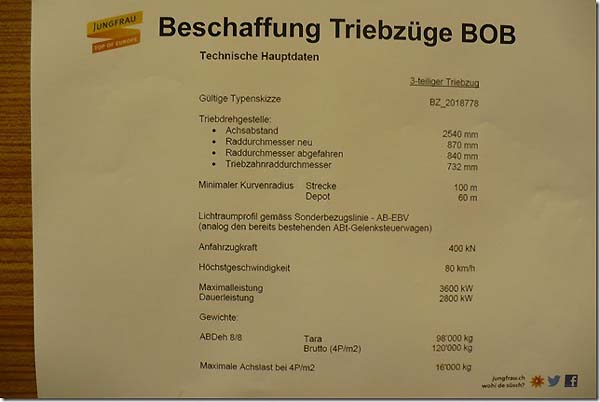 JUNGFRAU
TOP OF EUROPE
Beschaffung Triebzüge BOB
Technische Hauptdaten
3-teiliger Triebzug
Gültige Typenskizze BZ_2018778
Triebdrehgestelle:
• Achsabstand 2540 mm
• Raddurchmesser neu 870 mm
• Raddurchmesser abgefahren 840 mm
• Triebzahnraddurchmesser 732 mm
Minimaler Kurvenradius Strecke 100 m
Depot 60 m
Lichtraumprofil gemäss Sonderbezugslinie - AB-EBV
(analog den bereits bestehenden ABt-Gelenksteuerwagen)
Anfahrzugkraft 400 kN
Höchstgeschwindigkeit 80 km/h
Maximalleistung 3600 kW
Dauerleistung 2800 kW
Gewichte:
ABDeh 8/8 Tara 98'000 kg
Brutto (4P/m2) 120'000 kg
Maximale Achslast bei 4P/m2 16'000 kg
jungfrau.ch
wohi de süsch?